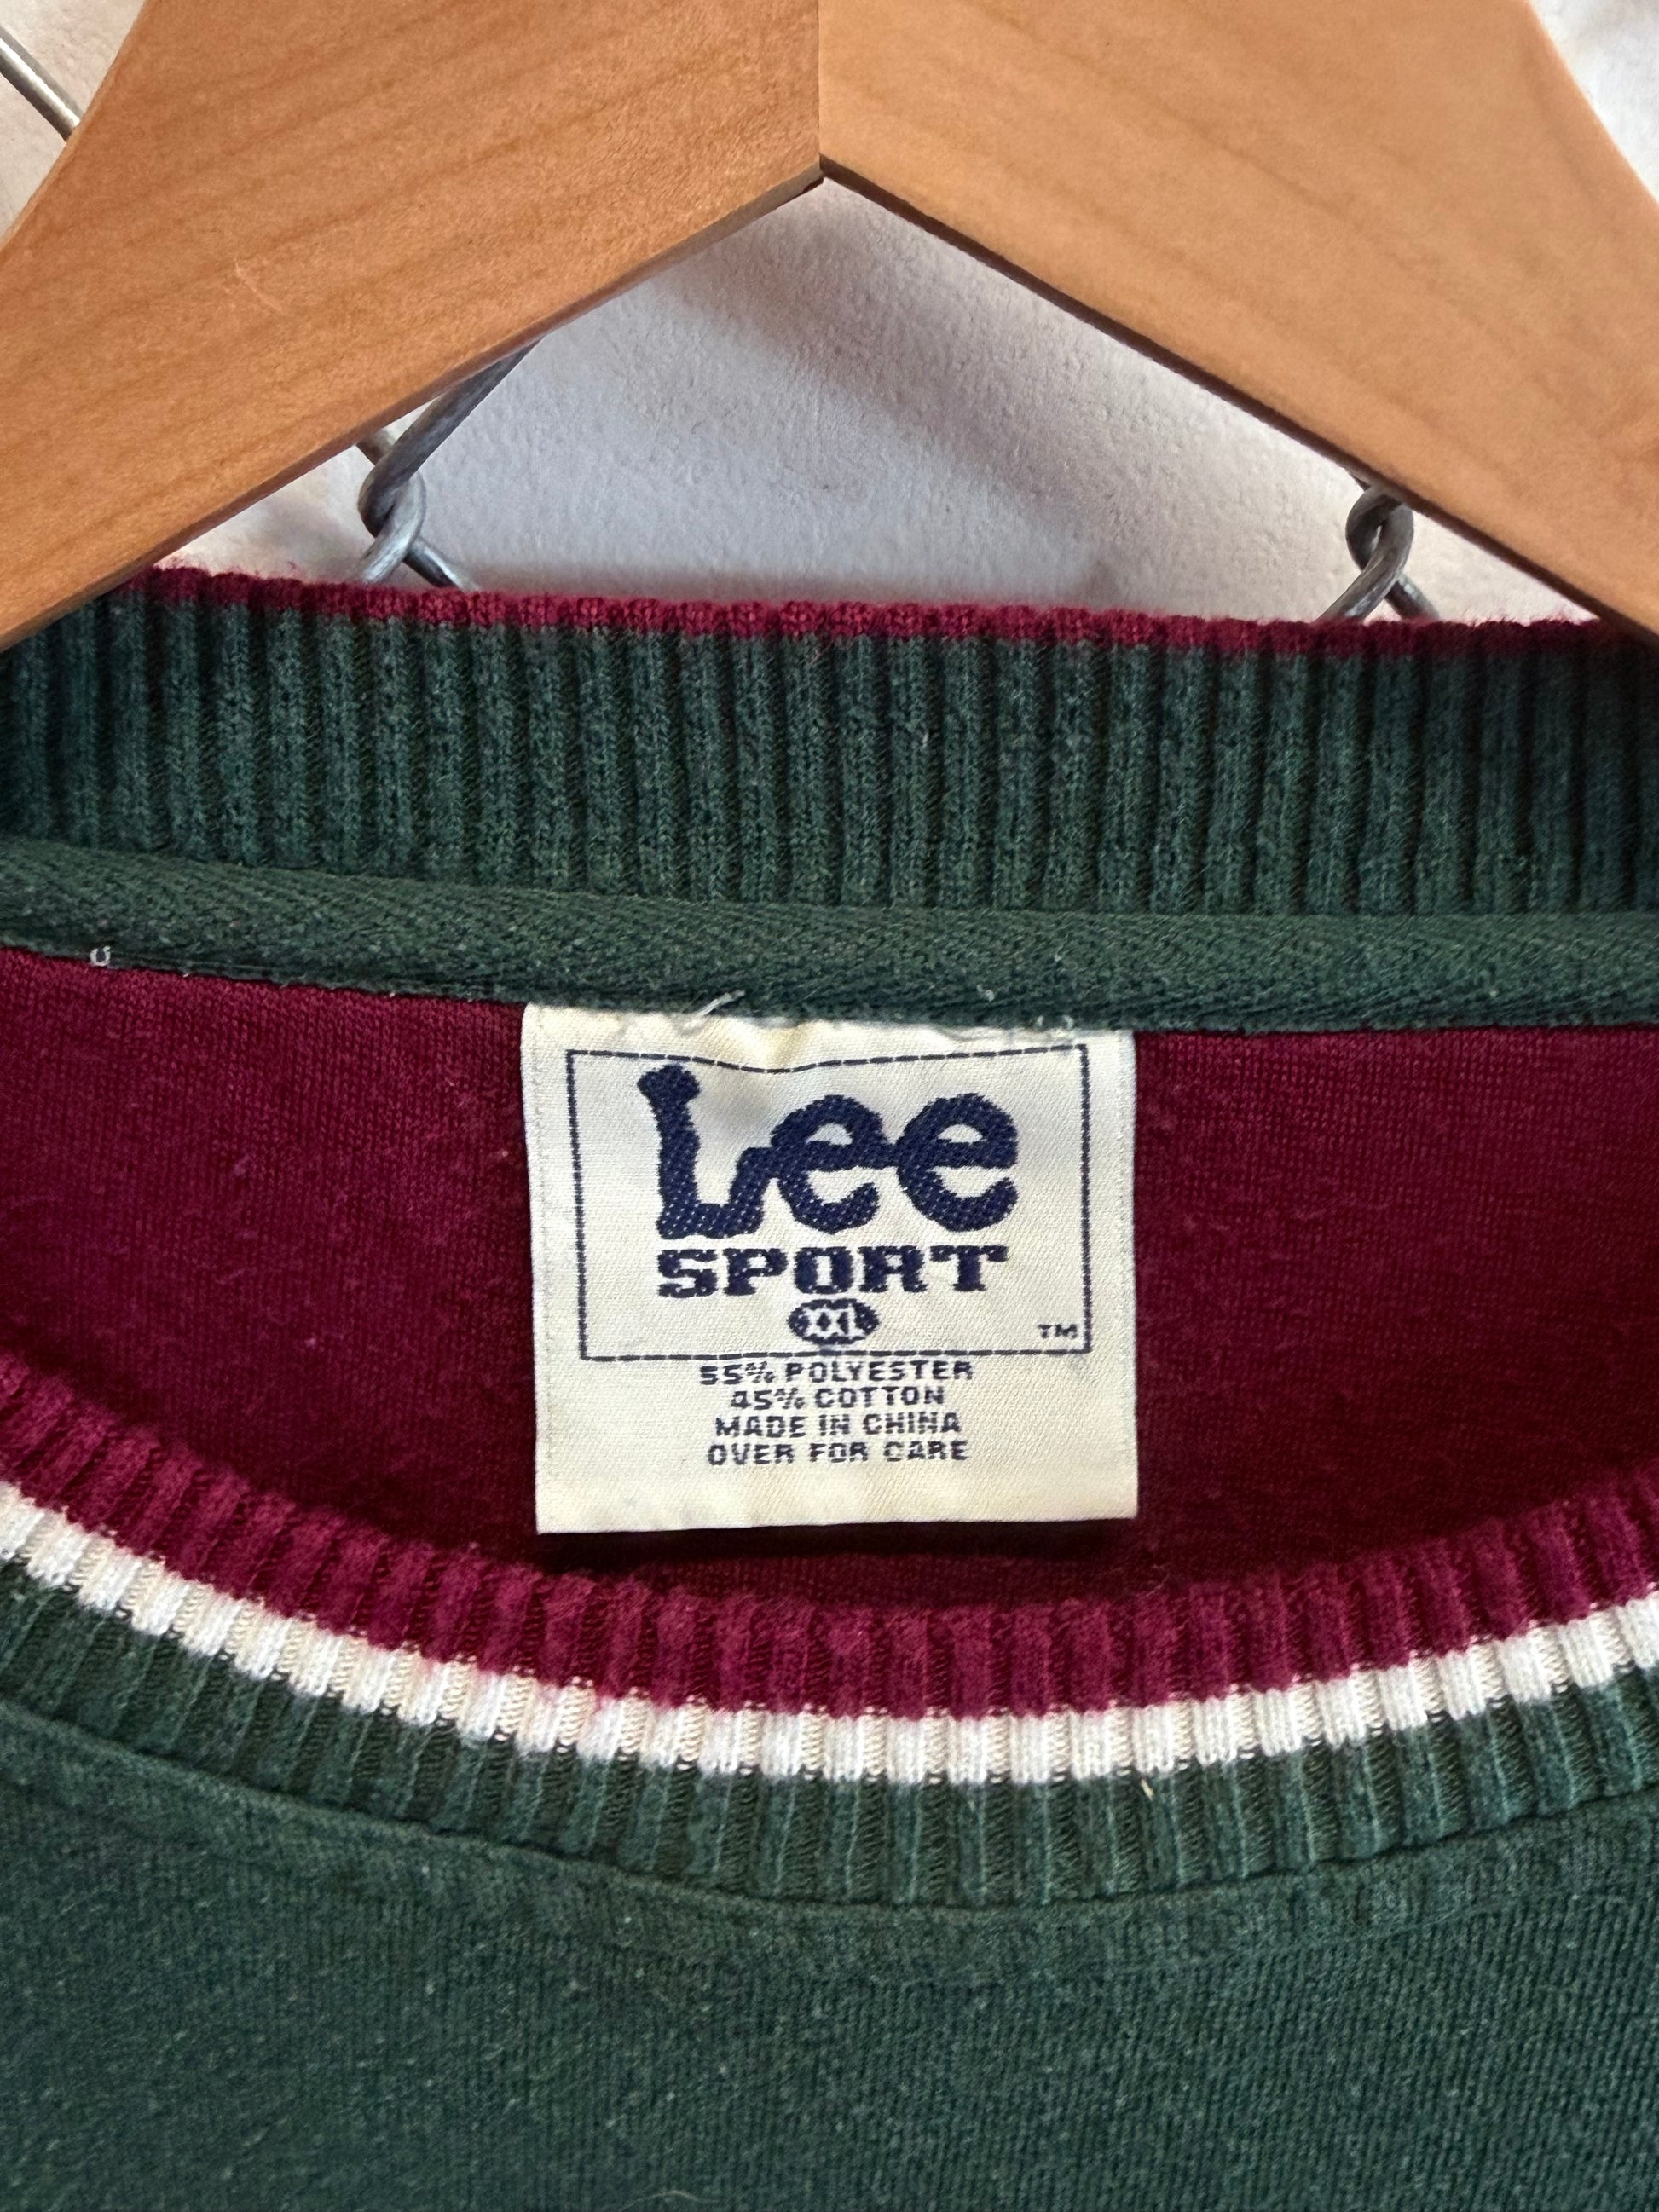 Lee
SPORT
XXL
TM
55% POLYESTER
45% COTTON
MADE IN CHINA
OVER FOR CARE